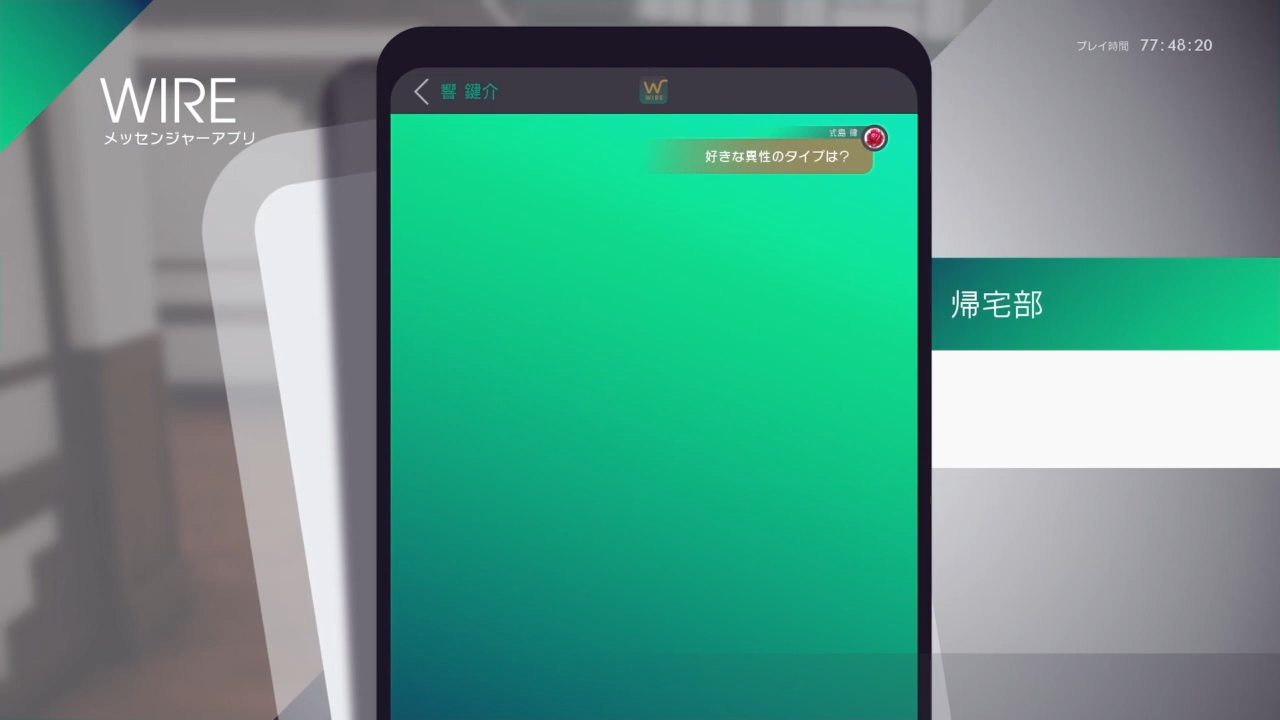 プレイ時間 77:48:20
WIRE
メッセンジャーアプリ
響 鍵介
W
WIRE
式島 律
好きな異性のタイプは?
帰宅部